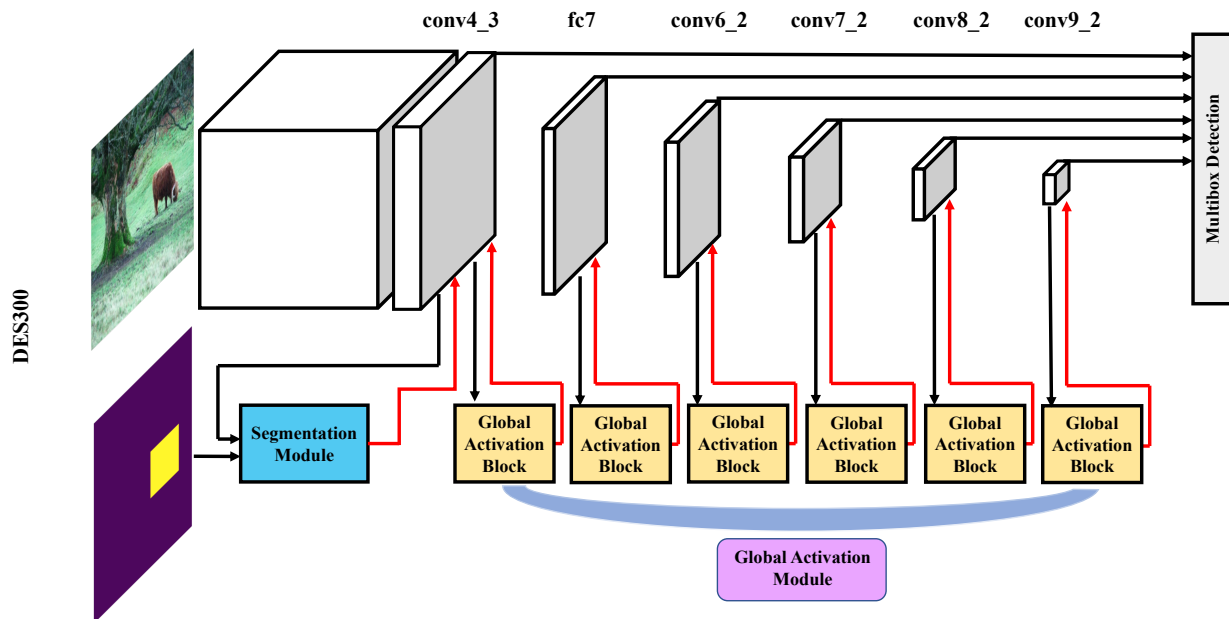 conv4_3
fc7
conv6_2
conv7_2
conv8_2
conv9_2
Multibox Detection
DES300
Segmentation
Module
Global
Activation
Block
Global
Activation
Block
Global
Activation
Block
Global
Activation
Block
Global
Activation
Block
Global
Activation
Block
Global Activation
Module